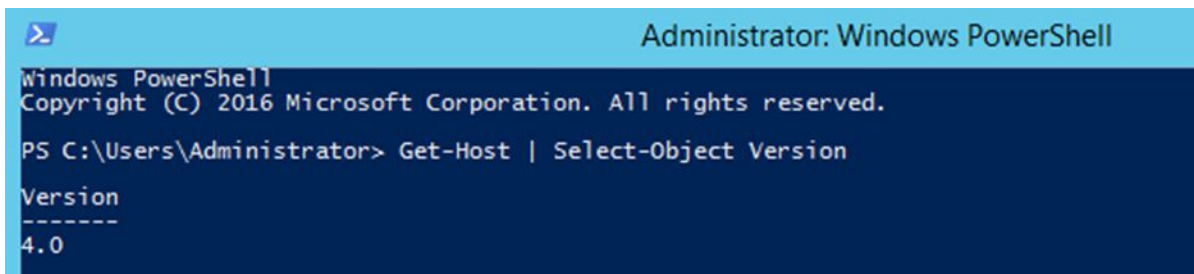 Administrator: Windows PowerShell
Windows PowerShell
Copyright (C) 2016 Microsoft Corporation. All rights reserved.
PS C:\Users\Administrator> Get-Host | Select-Object Version
Version
-------
4.0